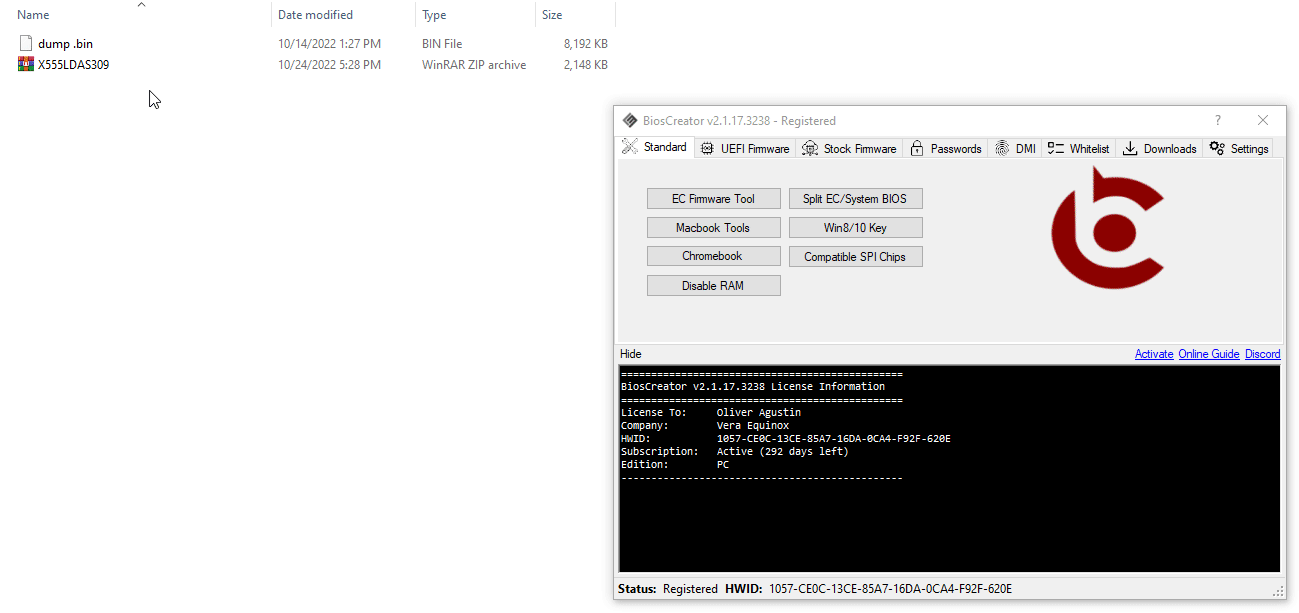 Name Date modified Type Size
dump .bin 10/14/2022 1:27 PM BIN File 8,192 KB
X555LDAS309 10/24/2022 5:28 PM WinRAR ZIP archive 2,148 KB
BiosCreator v2.1.17.3238 - Registered ?
Standard UEFI Firmware Stock Firmware Passwords DMI Whitelist Downloads Settings
EC Firmware Tool Split EC/System BIOS
Macbook Tools Win8/10 Key
Chromebook Compatible SPI Chips
Disable RAM
Hide Activate Online Guide Discord
===============================================
BiosCreator v2.1.17.3238 License Information
===============================================
License To: Oliver Agustin
Company: Vera Equinox
HWID: 1057-CE0C-13CE-85A7-16DA-0CA4-F92F-620E
Subscription: Active (292 days left)
Edition: PC
-----------------------------------------------
Status: Registered HWID: 1057-CE0C-13CE-85A7-16DA-0CA4-F92F-620E